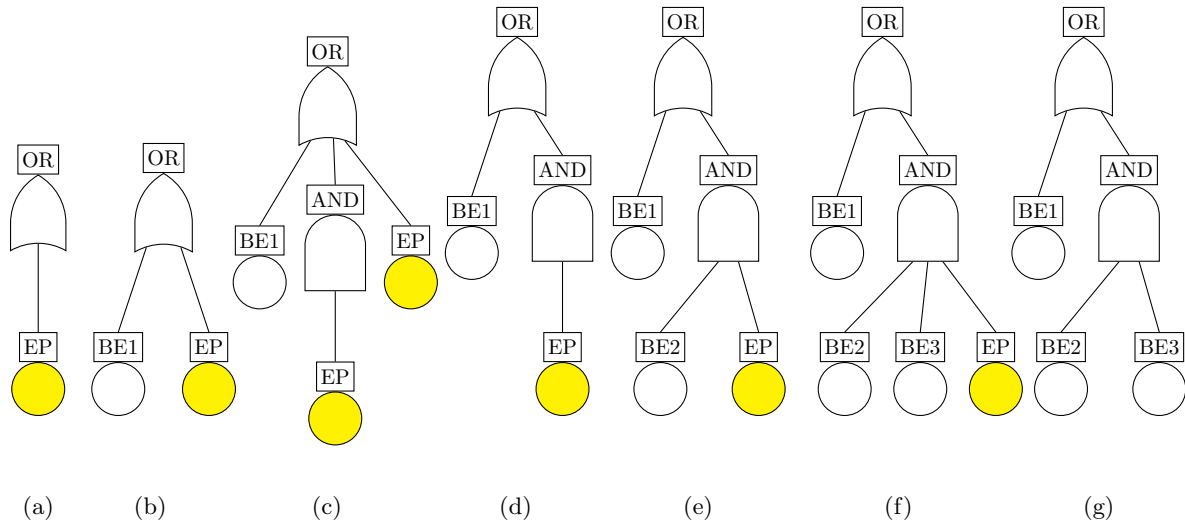 OR
EP
(a)
OR
BE1 EP
(b)
OR
BE1 AND EP
EP
(c)
OR
BE1 AND
EP
(d)
OR
BE1 AND
BE2 EP
(e)
OR
BE1 AND
BE2 BE3 EP
(f)
OR
BE1 AND
BE2 BE3
(g)